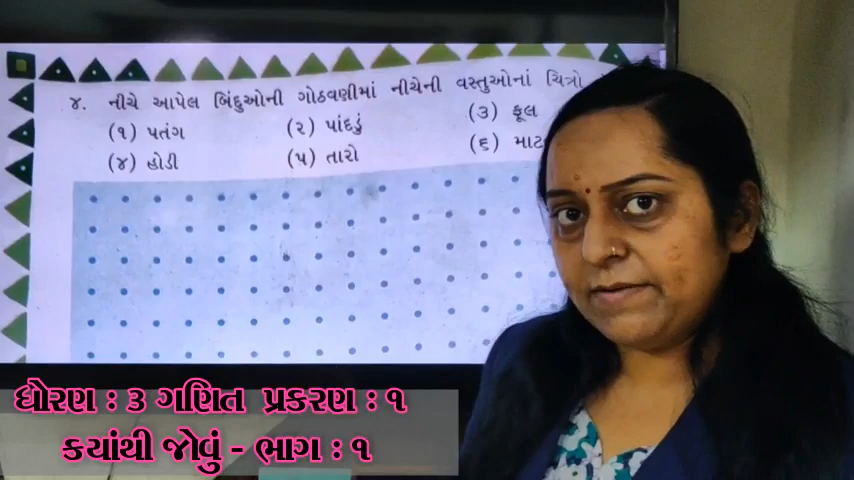 ૪. નીચે આપેલ બિંદુઓની ગોઠવણીમાં નીચેની વસ્તુઓનાં ચિત્રો
(૧) પતંગ (૨) પાંદડું (૩) ફૂલ
(૪) હોડી (૫) તારો (૬)
ધોરણ : ૩ ગણિત પ્રકરણ : ૧
કયાંથી જોવું - ભાગ : ૧